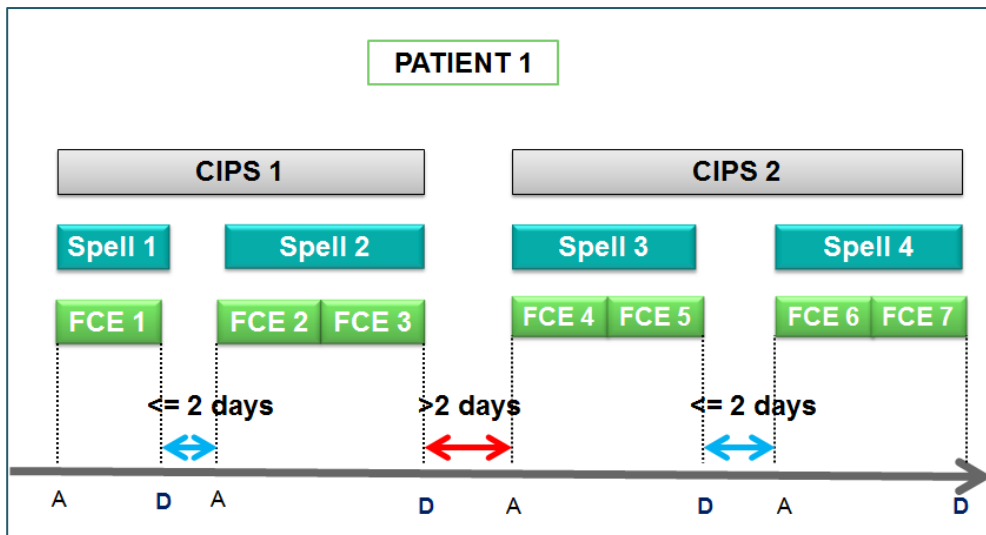 PATIENT 1
CIPS 1 CIPS 2
Spell 1 Spell 2 Spell 3 Spell 4
FCE 1 FCE 2 FCE 3 FCE 4 FCE 5 FCE 6 FCE 7
<= 2 days >2 days <= 2 days
A D A D A D A D